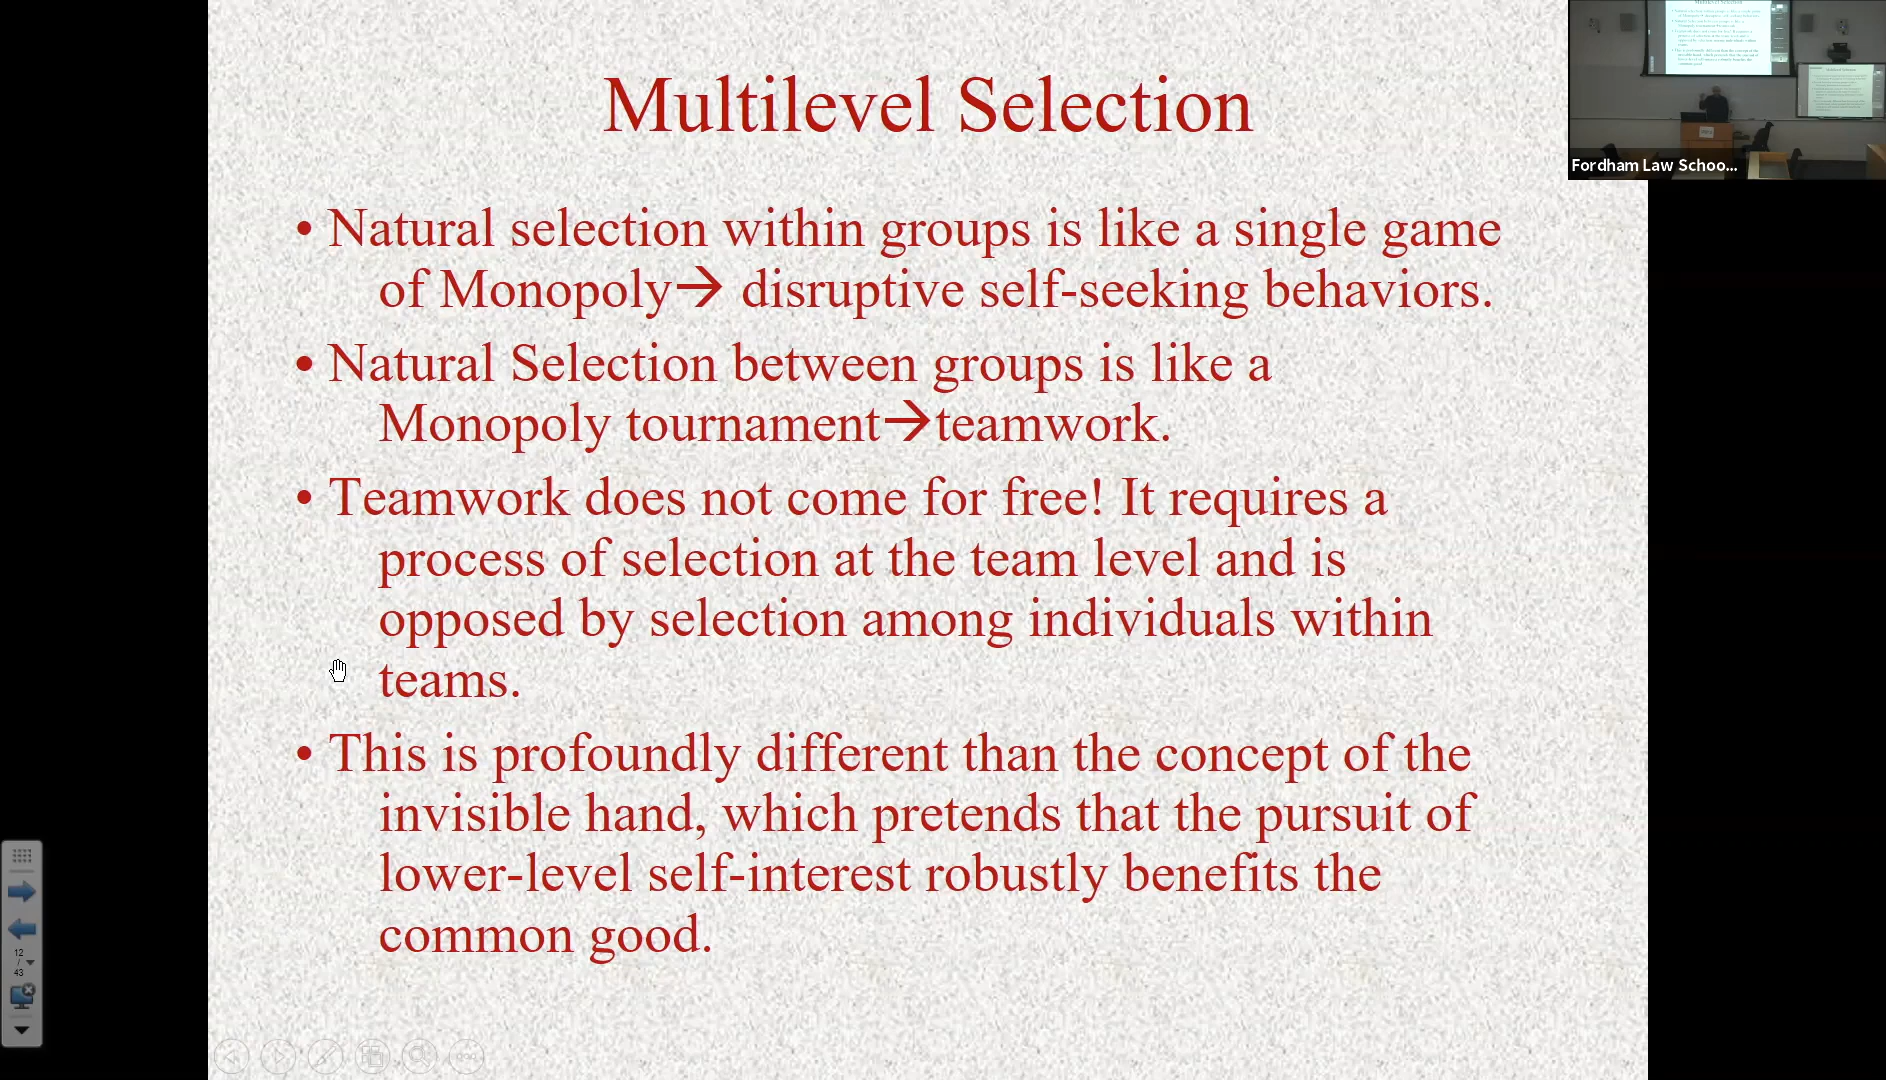 Multilevel Selection
Fordham Law Schoo...
• Natural selection within groups is like a single game
of Monopoly→ disruptive self-seeking behaviors.
• Natural Selection between groups is like a
Monopoly tournament→teamwork.
• Teamwork does not come for free! It requires a
process of selection at the team level and is
opposed by selection among individuals within
teams.
• This is profoundly different than the concept of the
invisible hand, which pretends that the pursuit of
lower-level self-interest robustly benefits the
common good.
12
/
43